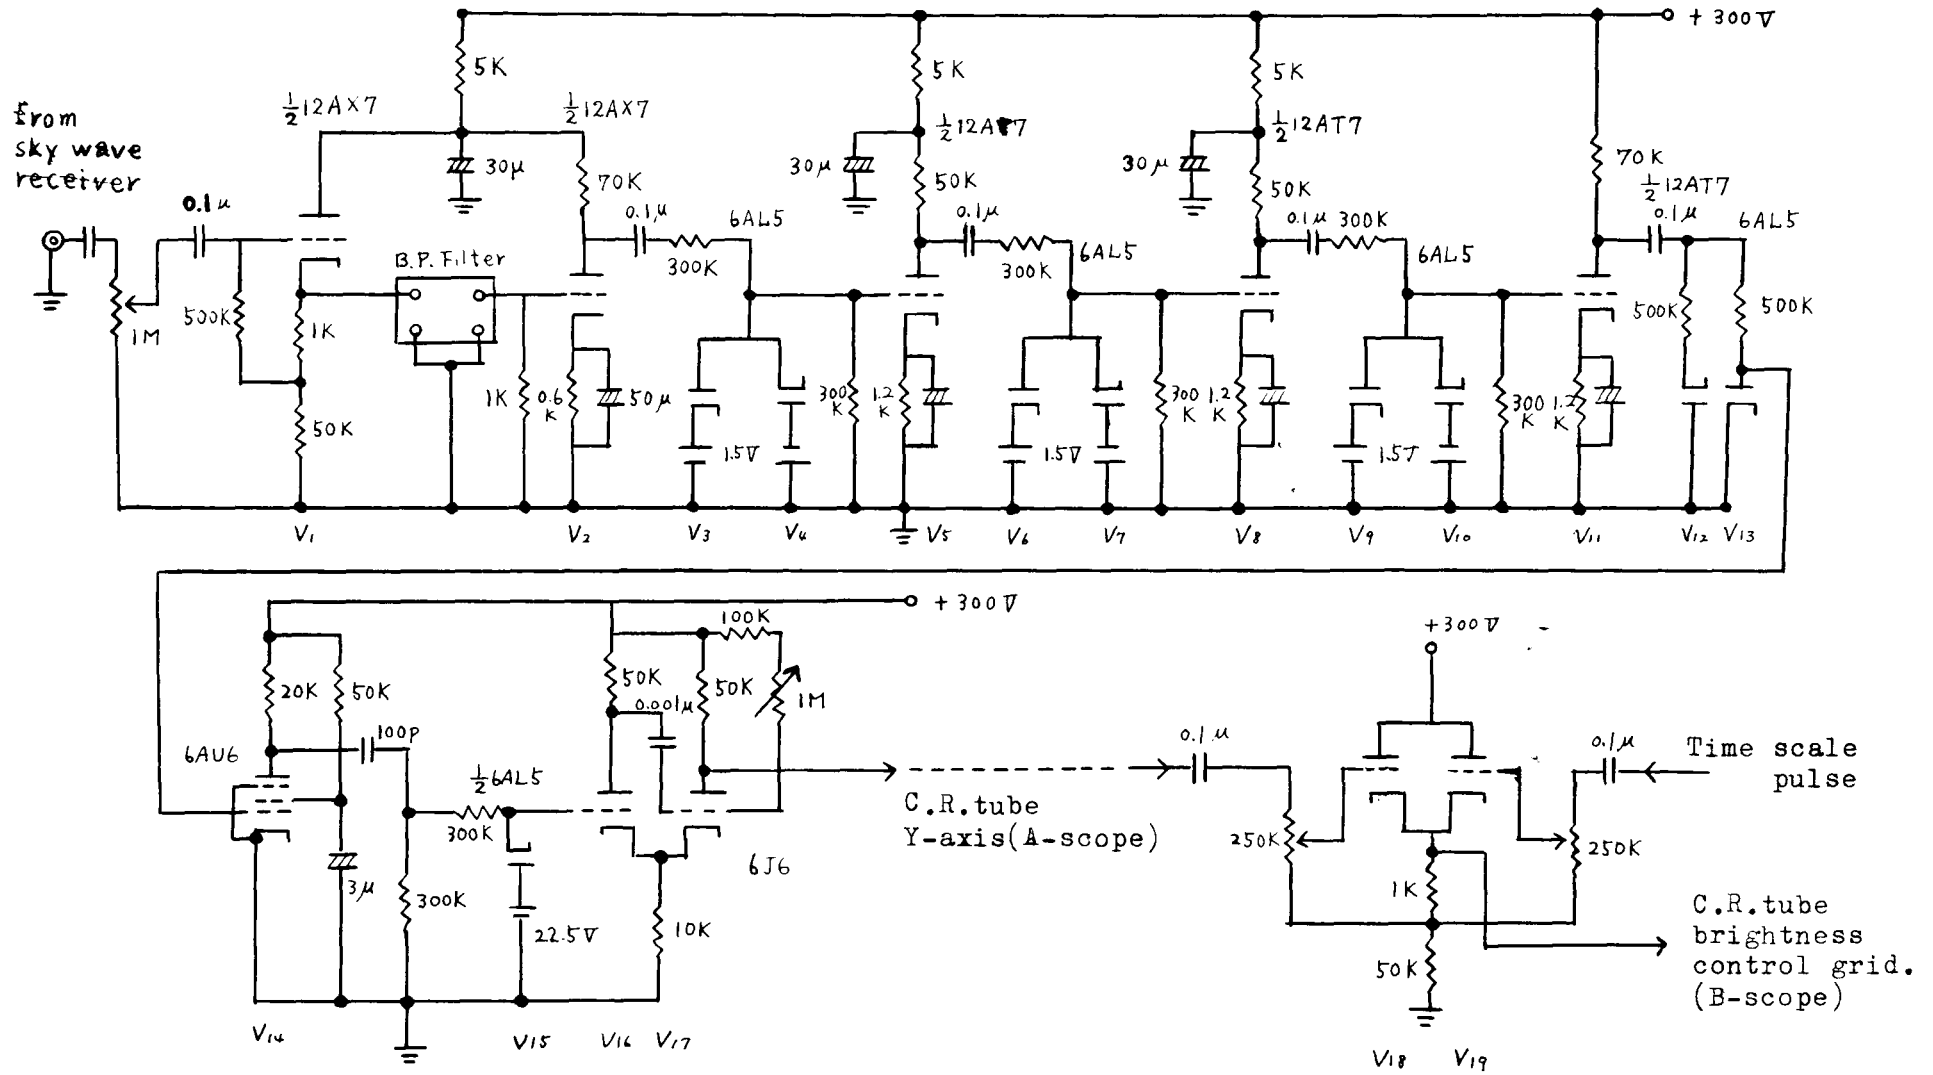 + 300V
5K
5K
5K
½12AX7
½12AX7
from
sky wave
receiver
½12AT7
½12AT7
30μ
30μ
30μ
70K
50K
50K
70K
½12AT7
0.1μ
0.1μ
6AL5
0.1μ
0.1μ 300K
0.1μ
6AL5
B.P. Filter
300K
300K
6AL5
6AL5
1M
500K
1K
500K
500K
1K
0.6
K
50μ
300
K
1.2
K
300
K
1.2
K
300
K
1.2
K
50K
1.5V
1.5V
1.5V
V1
V2
V3
V4
V5
V6
V7
V8
V9
V10
V11
V12
V13
+ 300V
100K
+300V
20K
50K
50K
50K
1M
0.001μ
100P
6AU6
0.1μ
0.1μ
Time scale
pulse
½6AL5
300K
C.R.tube
Y-axis(A-scope)
250K
250K
6J6
3μ
300K
22.5V
10K
1K
50K
C.R.tube
brightness
control grid.
(B-scope)
V14
V15
V16
V17
V18
V19